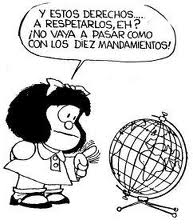 Y ESTOS DERECHOS...
A RESPETARLOS, EH?
¡NO VAYA A PASAR COMO
CON LOS DIEZ MANDAMIENTOS!